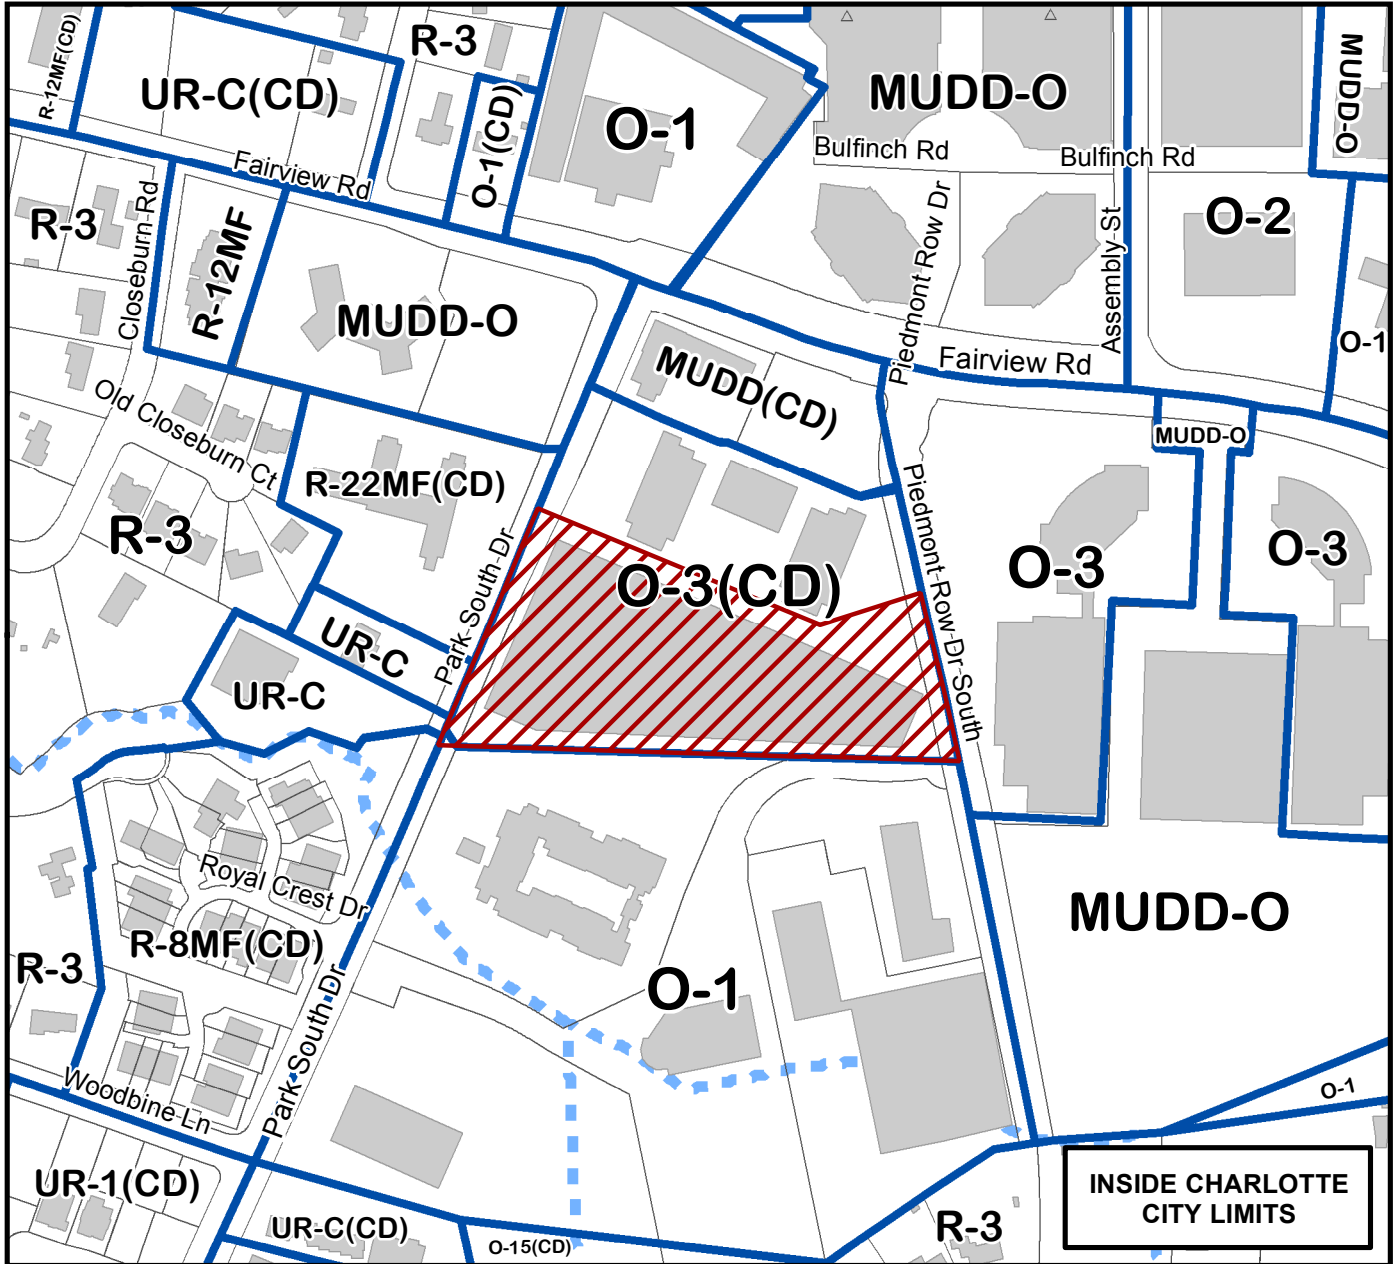 R-12MF(CD)
UR-C(CD)
R-3
O-1(CD)
O-1
MUDD-O
MUDD-O
Bulfinch Rd
Bulfinch Rd
Fairview Rd
R-3
Closeburn Rd
R-12MF
MUDD-O
Piedmont Row Dr
Assembly St
O-2
O-1
Fairview Rd
MUDD(CD)
Old Closeburn Ct
MUDD-O
R-22MF(CD)
R-3
Park South Dr
O-3(CD)
Piedmont Row Dr South
O-3
O-3
UR-C
UR-C
Royal Crest Dr
R-8MF(CD)
R-3
MUDD-O
O-1
Park South Dr
Woodbine Ln
O-1
UR-1(CD)
UR-C(CD)
O-15(CD)
R-3
INSIDE CHARLOTTE
CITY LIMITS